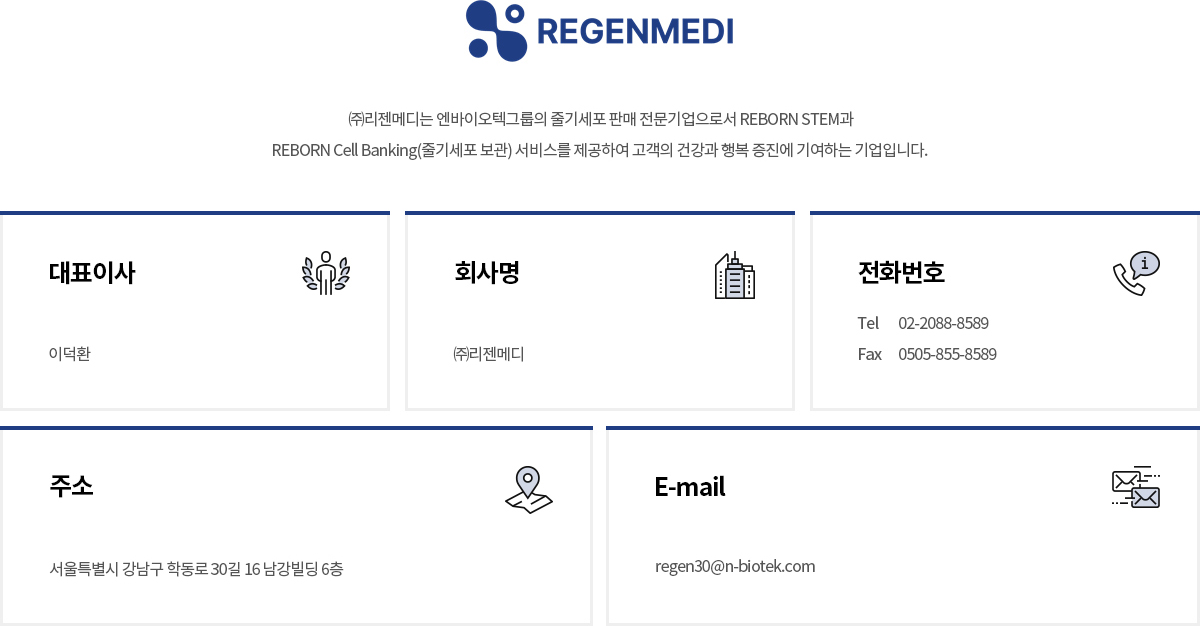 REGENMEDI
㈜리젠메디는 엔바이오텍그룹의 줄기세포 판매 전문기업으로서 REBORN STEM과
REBORN Cell Banking(줄기세포 보관) 서비스를 제공하여 고객의 건강과 행복 증진에 기여하는 기업입니다.
대표이사
이덕환
회사명
㈜리젠메디
전화번호
Tel 02-2088-8589
Fax 0505-855-8589
주소
서울특별시 강남구 학동로 30길 16 남강빌딩 6층
E-mail
regen30@n-biotek.com